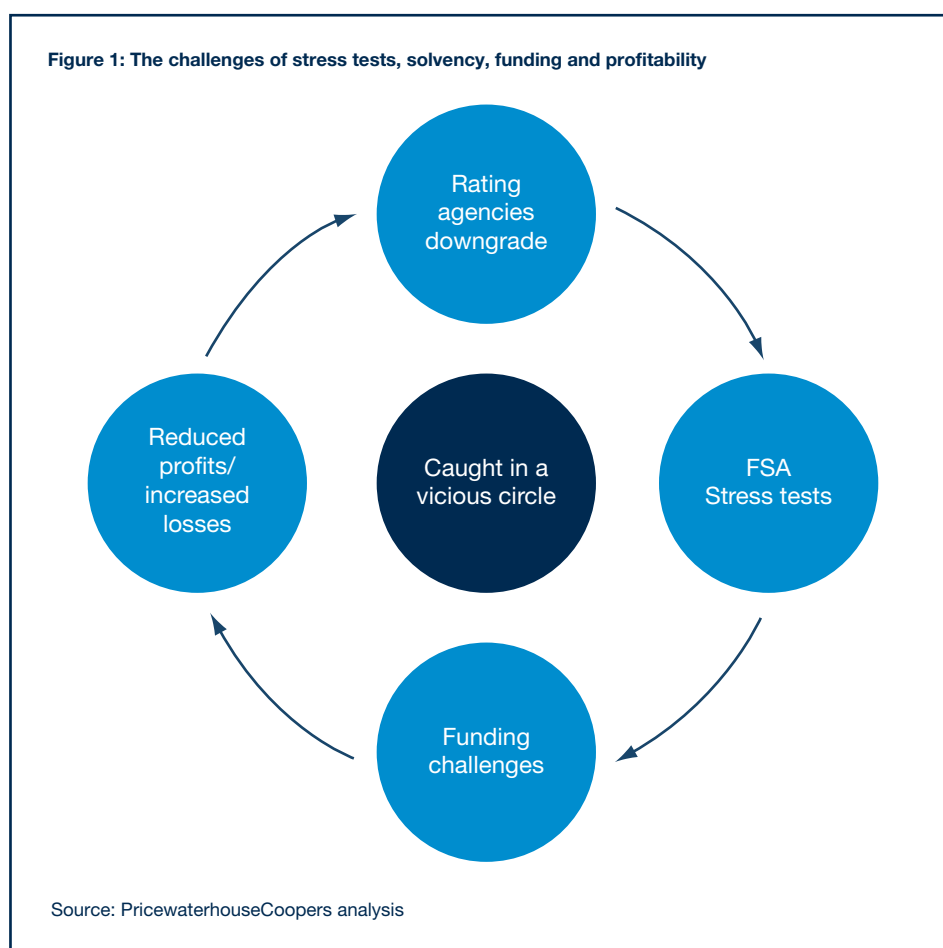 Figure 1: The challenges of stress tests, solvency, funding and profitability
Rating
agencies
downgrade
Reduced
profits/
increased
losses
Caught in a
vicious circle
FSA
Stress tests
Funding
challenges
Source: PricewaterhouseCoopers analysis